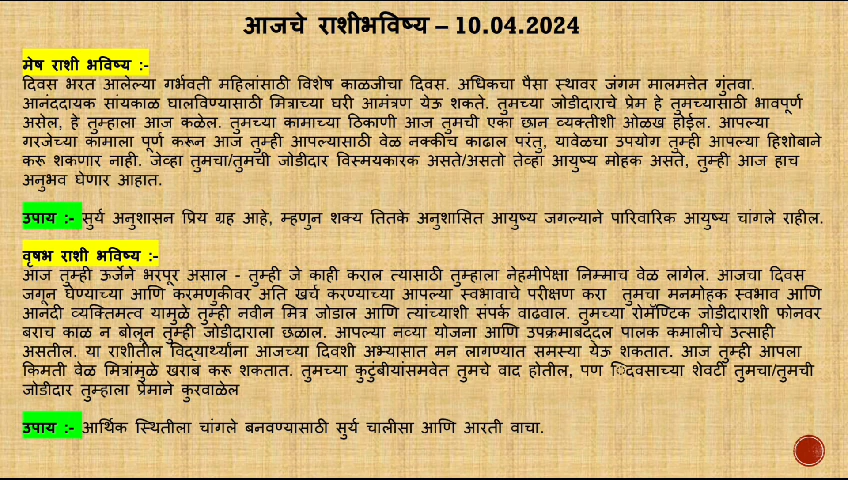 आजचे राशीभविष्य – 10.04.2024
मेष राशी भविष्य :-
दिवस भरत आलेल्या गर्भवती महिलांसाठी विशेष काळजीचा दिवस. अधिकचा पैसा स्थावर जंगम मालमत्तेत गुंतवा.
आनंददायक सांयकाळ घालविण्यासाठी मित्राच्या घरी आमंत्रण येऊ शकते. तुमच्या जोडीदाराचे प्रेम हे तुमच्यासाठी भावपूर्ण
असेल, हे तुम्हाला आज कळेल. तुमच्या कामाच्या ठिकाणी आज तुमची एका छान व्यक्तीशी ओळख होईल. आपल्या
गरजेच्या कामाला पूर्ण करून आज तुम्ही आपल्यासाठी वेळ नक्कीच काढाल परंतु, यावेळचा उपयोग तुम्ही आपल्या हिशोबाने
करू शकणार नाही. जेव्हा तुमचा/तुमची जोडीदार विस्मयकारक असते/असतो तेव्हा आयुष्य मोहक असते, तुम्ही आज हाच
अनुभव घेणार आहात.
उपाय :- सुर्य अनुशासन प्रिय ग्रह आहे, म्हणुन शक्य तितके अनुशासित आयुष्य जगल्याने पारिवारिक आयुष्य चांगले राहील.
वृषभ राशी भविष्य :-
आज तुम्ही ऊर्जेने भरपूर असाल - तुम्ही जे काही कराल त्यासाठी तुम्हाला नेहमीपेक्षा निम्माच वेळ लागेल. आजचा दिवस
जगून घेण्याच्या आणि करमणुकीवर अति खर्च करण्याच्या आपल्या स्वभावाचे परीक्षण करा तुमचा मनमोहक स्वभाव आणि
आनंदी व्यक्तिमत्व यामुळे तुम्ही नवीन मित्र जोडाल आणि त्यांच्याशी संपर्क वाढवाल. तुमच्या रोमॅण्टिक जोडीदाराशी फोनवर
बराच काळ न बोलून तुम्ही जोडीदाराला छळाल. आपल्या नव्या योजना आणि उपक्रमाबद्दल पालक कमालीचे उत्साही
असतील. या राशीतील विद्यार्थ्यांना आजच्या दिवशी अभ्यासात मन लागण्यात समस्या येऊ शकतात. आज तुम्ही आपला
किमती वेळ मित्रांमुळे खराब करू शकतात. तुमच्या कुटुंबीयांसमवेत तुमचे वाद होतील, पण िदवसाच्या शेवटी तुमचा/तुमची
जोडीदार तुम्हाला प्रेमाने कुरवाळेल
उपाय :- आर्थिक स्थितीला चांगले बनवण्यासाठी सुर्य चालीसा आणि आरती वाचा.